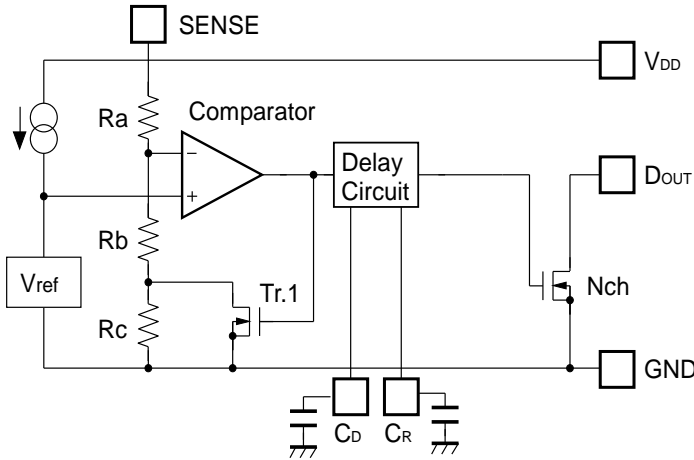 SENSE
VDD
Ra
Comparator
−
+
Delay
Circuit
DOUT
Rb
Vref
Tr.1
Nch
Rc
GND
CD
CR